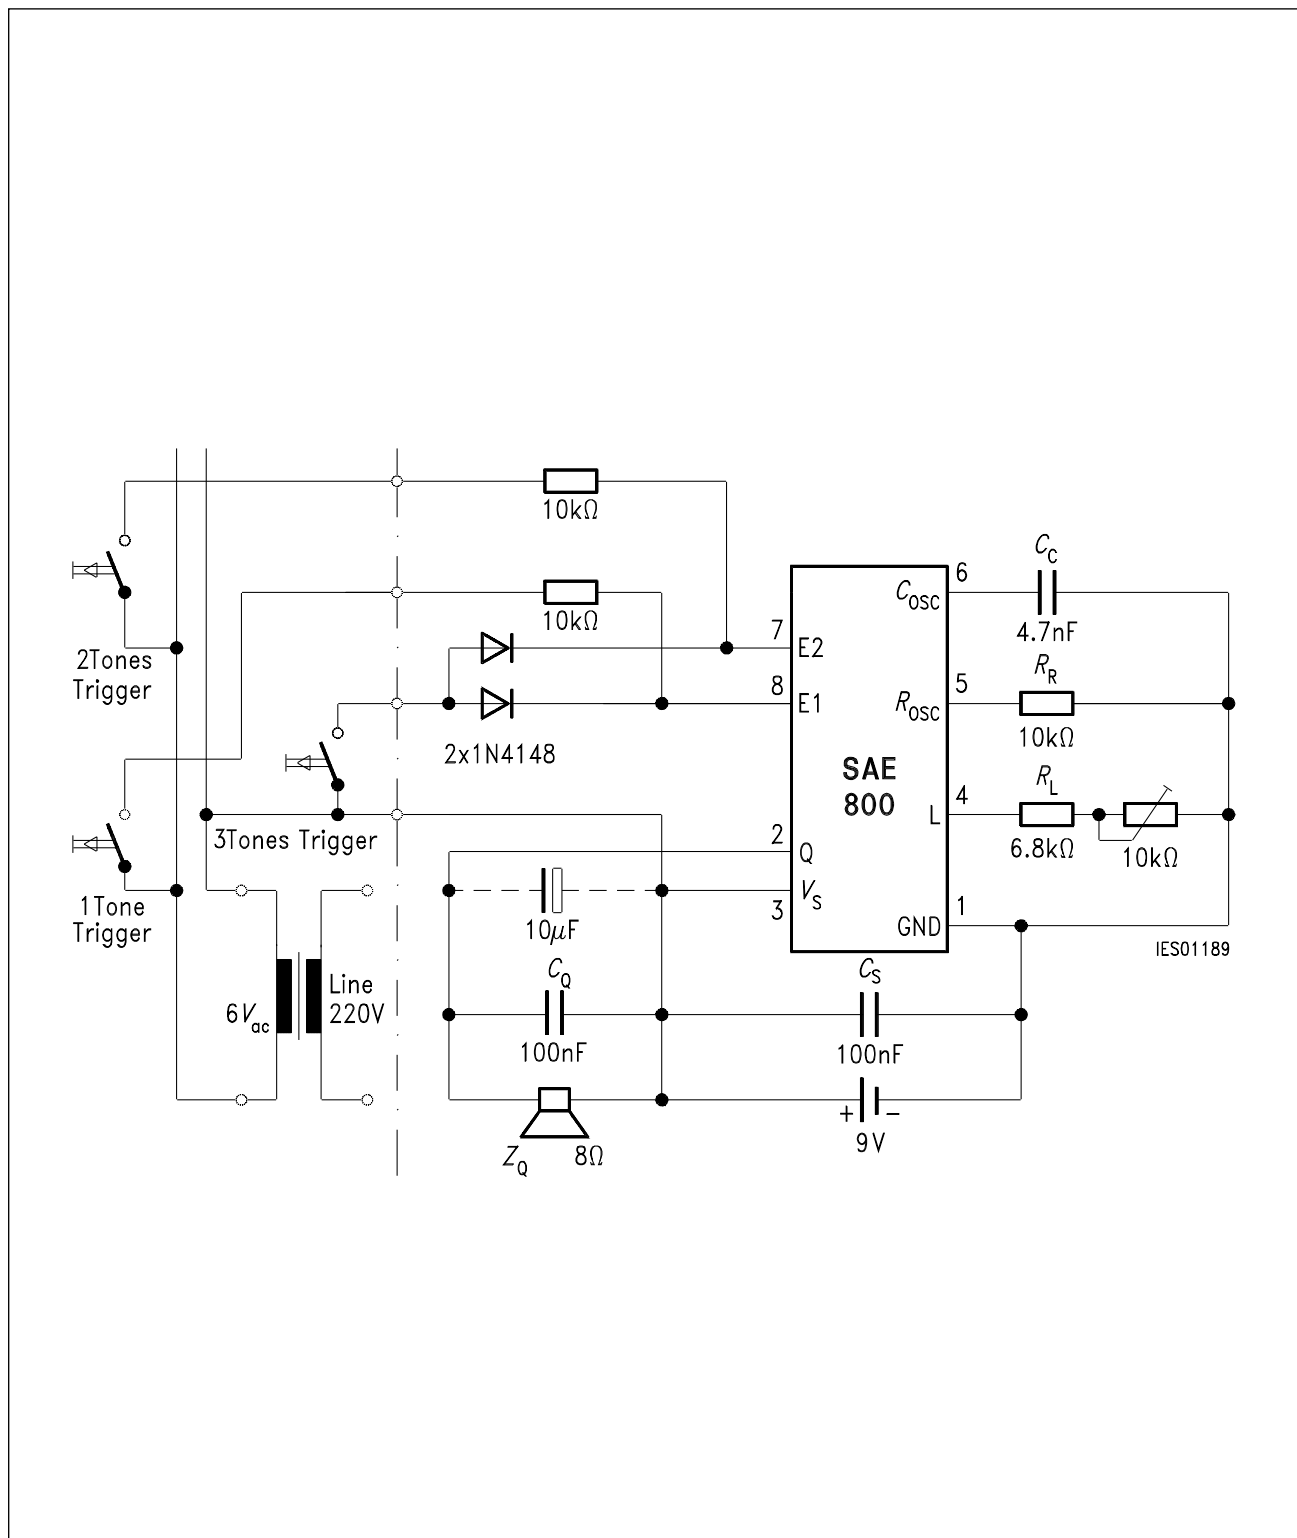 10kΩ
10kΩ
2Tones
Trigger
2x1N4148
3Tones Trigger
1Tone
Trigger
7
E2
8
E1
SAE
800
2
Q
V_S
3
C_OSC
6
C_C
4.7nF
R_OSC
5
R_R
10kΩ
L
4
R_L
6.8kΩ
10kΩ
GND
1
IES01189
10μF
C_Q
100nF
C_S
100nF
6V_ac
Line
220V
Z_Q
8Ω
+
−
9V